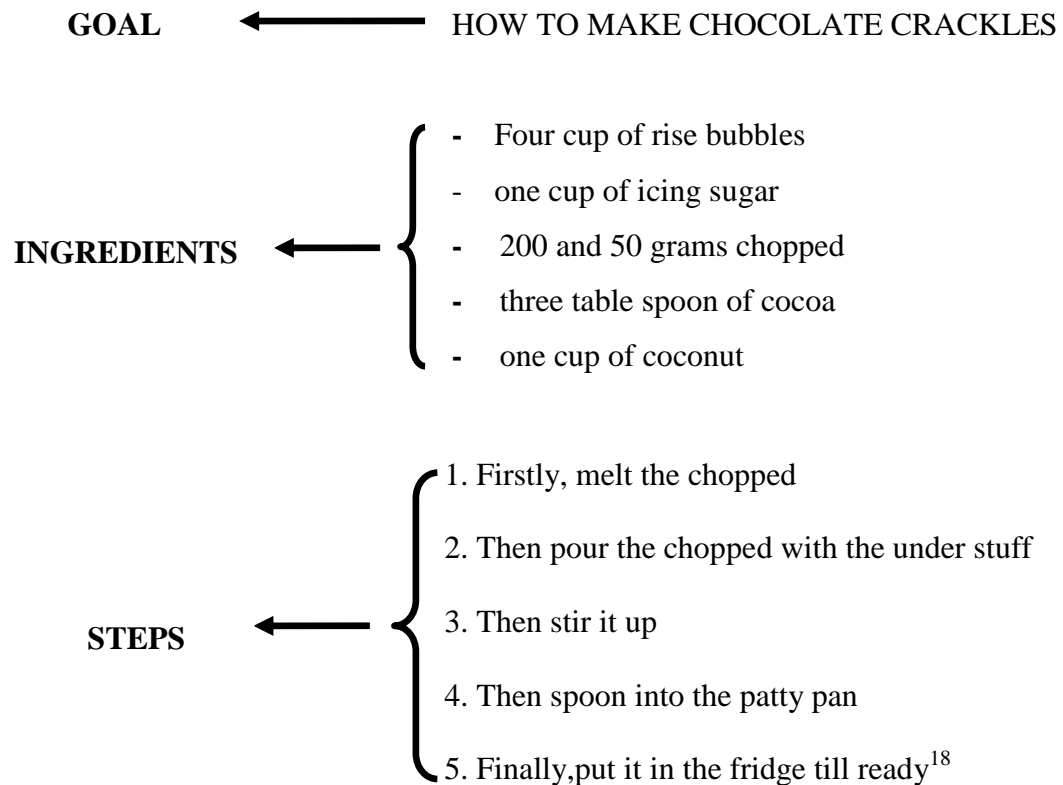 GOAL HOW TO MAKE CHOCOLATE CRACKLES
- Four cup of rise bubbles
- one cup of icing sugar
INGREDIENTS - 200 and 50 grams chopped
- three table spoon of cocoa
- one cup of coconut
1. Firstly, melt the chopped
2. Then pour the chopped with the under stuff
STEPS 3. Then stir it up
4. Then spoon into the patty pan
5. Finally,put it in the fridge till ready18